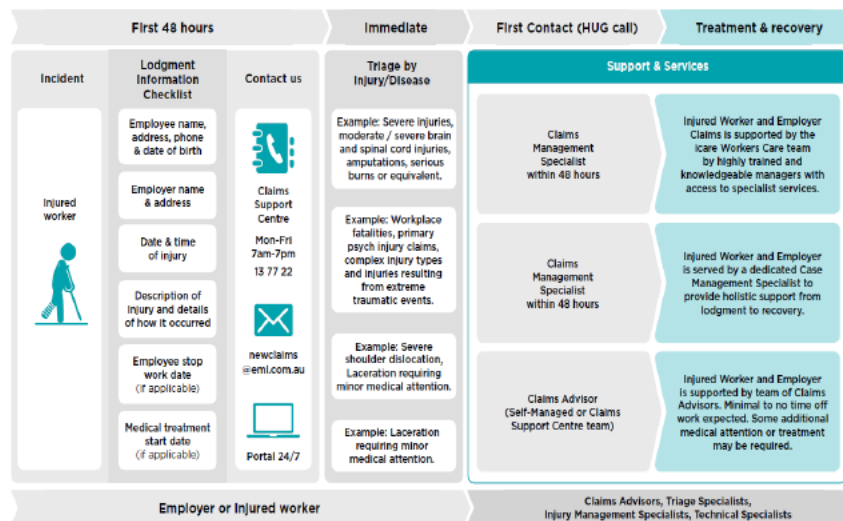 First 48 hours
Immediate
First Contact (HUG call)
Treatment & recovery
Incident
Injured
worker
Lodgment
Information
Checklist
Employee name,
address, phone
& date of birth
Employer name
& address
Date & time
of injury
Description of
injury and details
of how it occurred
Employee stop
work date
(if applicable)
Medical treatment
start date
(if applicable)
Contact us
Claims
Support
Centre
Mon-Fri
7am-7pm
13 77 22
newclaims
@eml.com.au
Portal 24/7
Triage by
Injury/Disease
Example: Severe injuries,
moderate / severe brain
and spinal cord injuries,
amputations, serious
burns or equivalent.
Example: Workplace
fatalities, primary
psych injury claims,
complex injury types
and injuries resulting
from extreme
traumatic events.
Example: Severe
shoulder dislocation,
Laceration requiring
minor medical attention.
Example: Laceration
requiring minor
medical attention.
Support & Services
Claims
Management
Specialist
within 48 hours
Injured Worker and Employer
Claims is supported by the
icare Workers Care team
by highly trained and
knowledgeable managers with
access to specialist services.
Claims
Management
Specialist
within 48 hours
Injured Worker and Employer
is served by a dedicated Case
Management Specialist to
provide holistic support from
lodgment to recovery.
Claims Advisor
(Self-Managed or Claims
Support Centre team)
Injured Worker and Employer
is supported by team of Claims
Advisors. Minimal to no time off
work expected. Some additional
medical attention or treatment
may be required.
Employer or Injured worker
Claims Advisors, Triage Specialists,
Injury Management Specialists, Technical Specialists